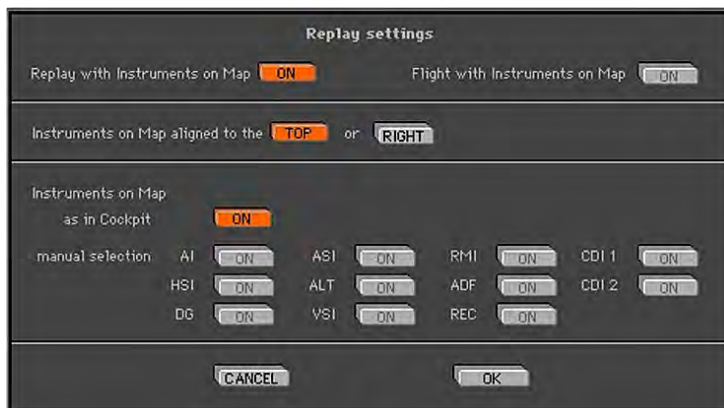 Replay settings
Replay with Instruments on Map ON Flight with Instruments on Map ON
Instruments on Map aligned to the TOP or RIGHT
Instruments on Map
as in Cockpit ON
manual selection AI ON ASI ON RMI ON CDI 1 ON
HSI ON ALT ON ADF ON CDI 2 ON
DG ON VSI ON REC ON
CANCEL OK